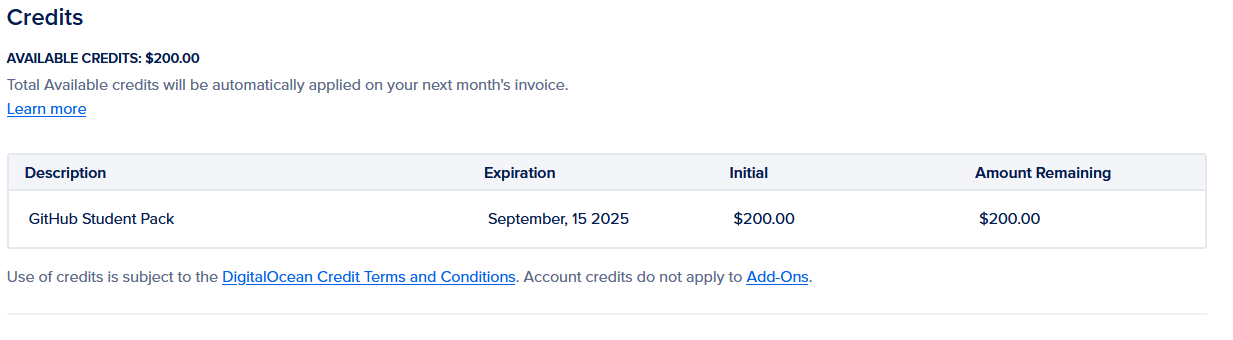 Credits
AVAILABLE CREDITS: $200.00
Total Available credits will be automatically applied on your next month's invoice.
Learn more
Description Expiration Initial Amount Remaining
GitHub Student Pack September, 15 2025 $200.00 $200.00
Use of credits is subject to the DigitalOcean Credit Terms and Conditions. Account credits do not apply to Add-Ons.